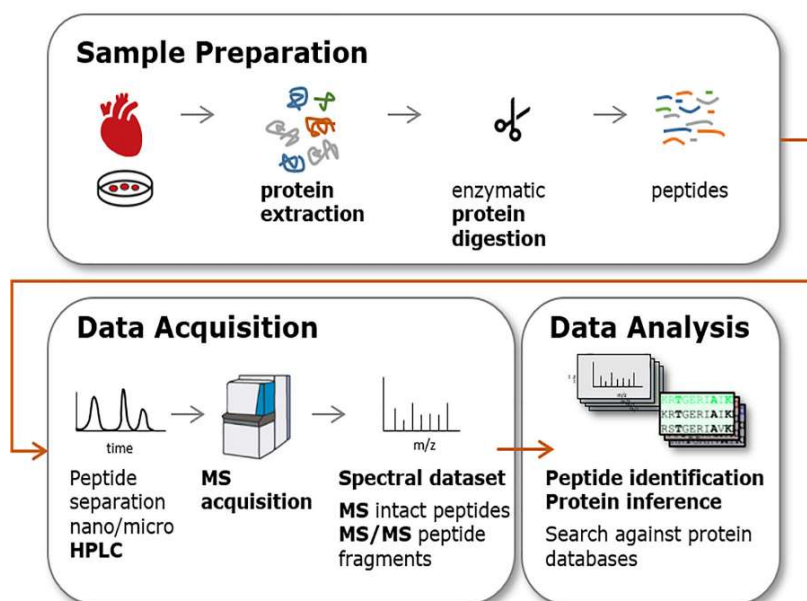 Sample Preparation
protein
extraction
enzymatic
protein
digestion
peptides
Data Acquisition
time
m/z
Peptide
separation
nano/micro
HPLC
MS
acquisition
Spectral dataset
MS intact peptides
MS/MS peptide
fragments
Data Analysis
m/z
KRTGERIAIK
KRTGERIAIK
RSTGERIAVK
Peptide identification
Protein inference
Search against protein
databases